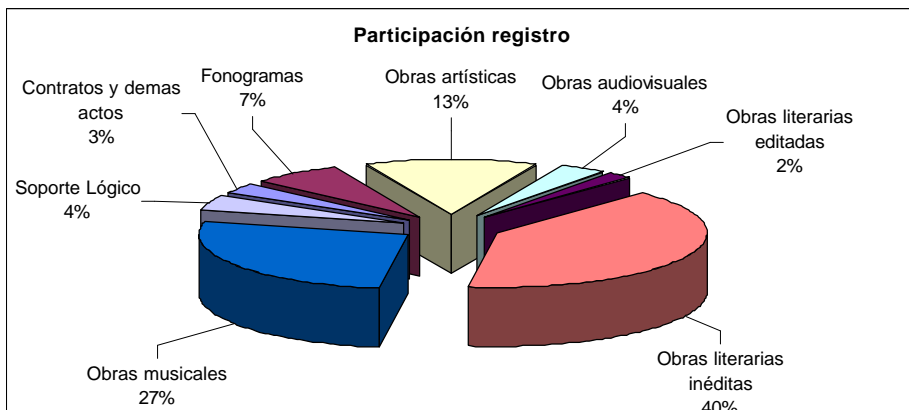 Participación registro
Contratos y demas
actos
3%
Fonogramas
7%
Obras artísticas
13%
Obras audiovisuales
4%
Obras literarias
editadas
2%
Soporte Lógico
4%
Obras musicales
27%
Obras literarias
inéditas
40%